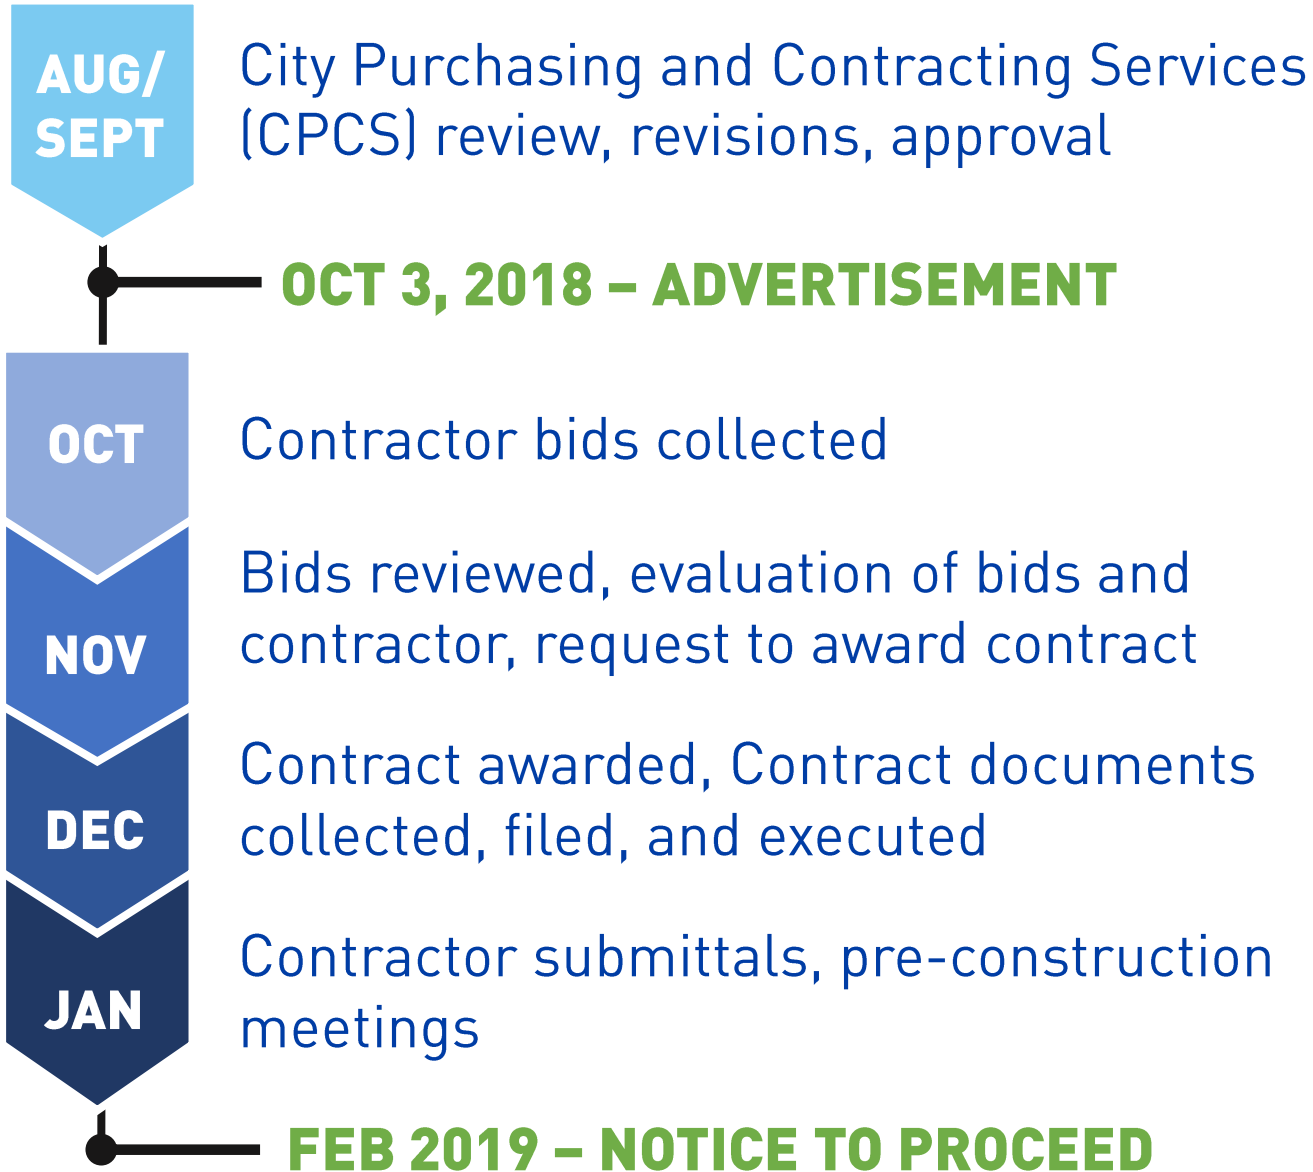 AUG/
SEPT
City Purchasing and Contracting Services
(CPCS) review, revisions, approval
OCT 3, 2018 – ADVERTISEMENT
OCT
Contractor bids collected
NOV
Bids reviewed, evaluation of bids and
contractor, request to award contract
DEC
Contract awarded, Contract documents
collected, filed, and executed
JAN
Contractor submittals, pre-construction
meetings
FEB 2019 – NOTICE TO PROCEED